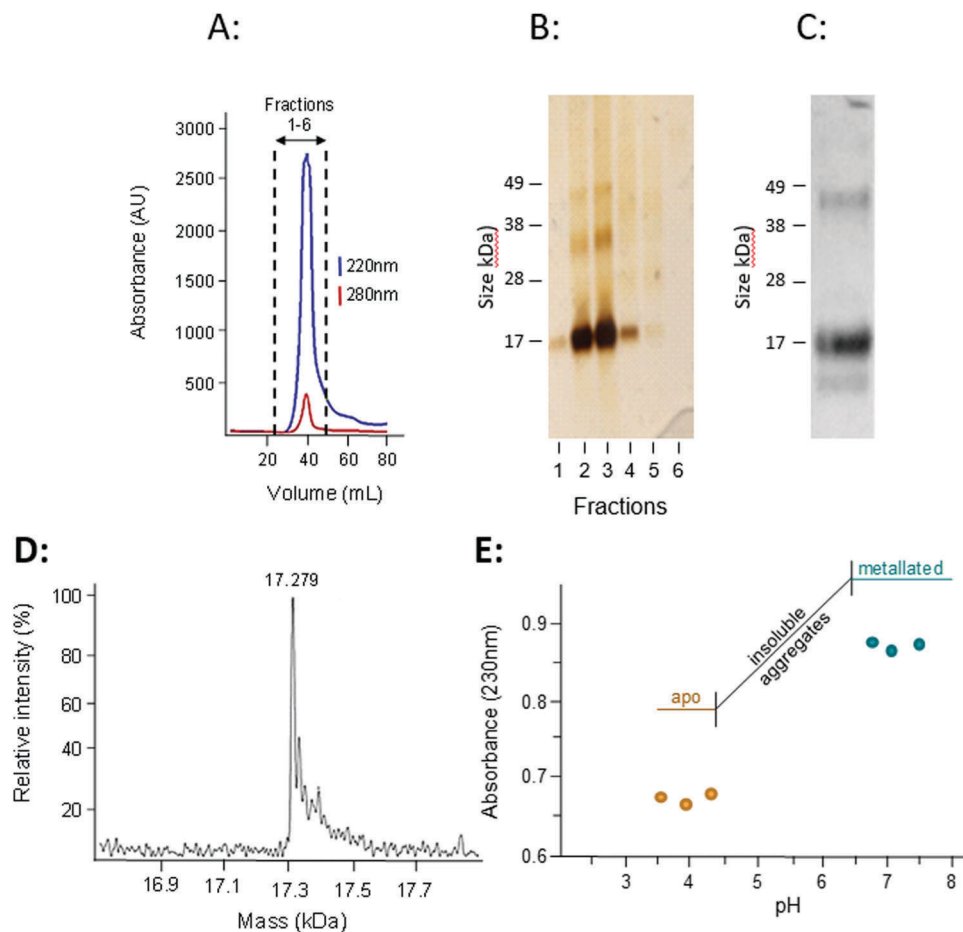 A:
B:
C:
Fractions
1-6
3000
2500
2000
1500
1000
500
Absorbance (AU)
220nm
280nm
20 40 60 80
Volume (mL)
49
38
28
17
Size kDa)
1 2 3 4 5 6
Fractions
49
38
28
17
Size kDa)
D:
17.279
100
80
60
40
20
Relative intensity (%)
16.9 17.1 17.3 17.5 17.7
Mass (kDa)
E:
metallated
insoluble
aggregates
apo
0.9
0.8
0.7
0.6
Absorbance (230nm)
3 4 5 6 7 8
pH